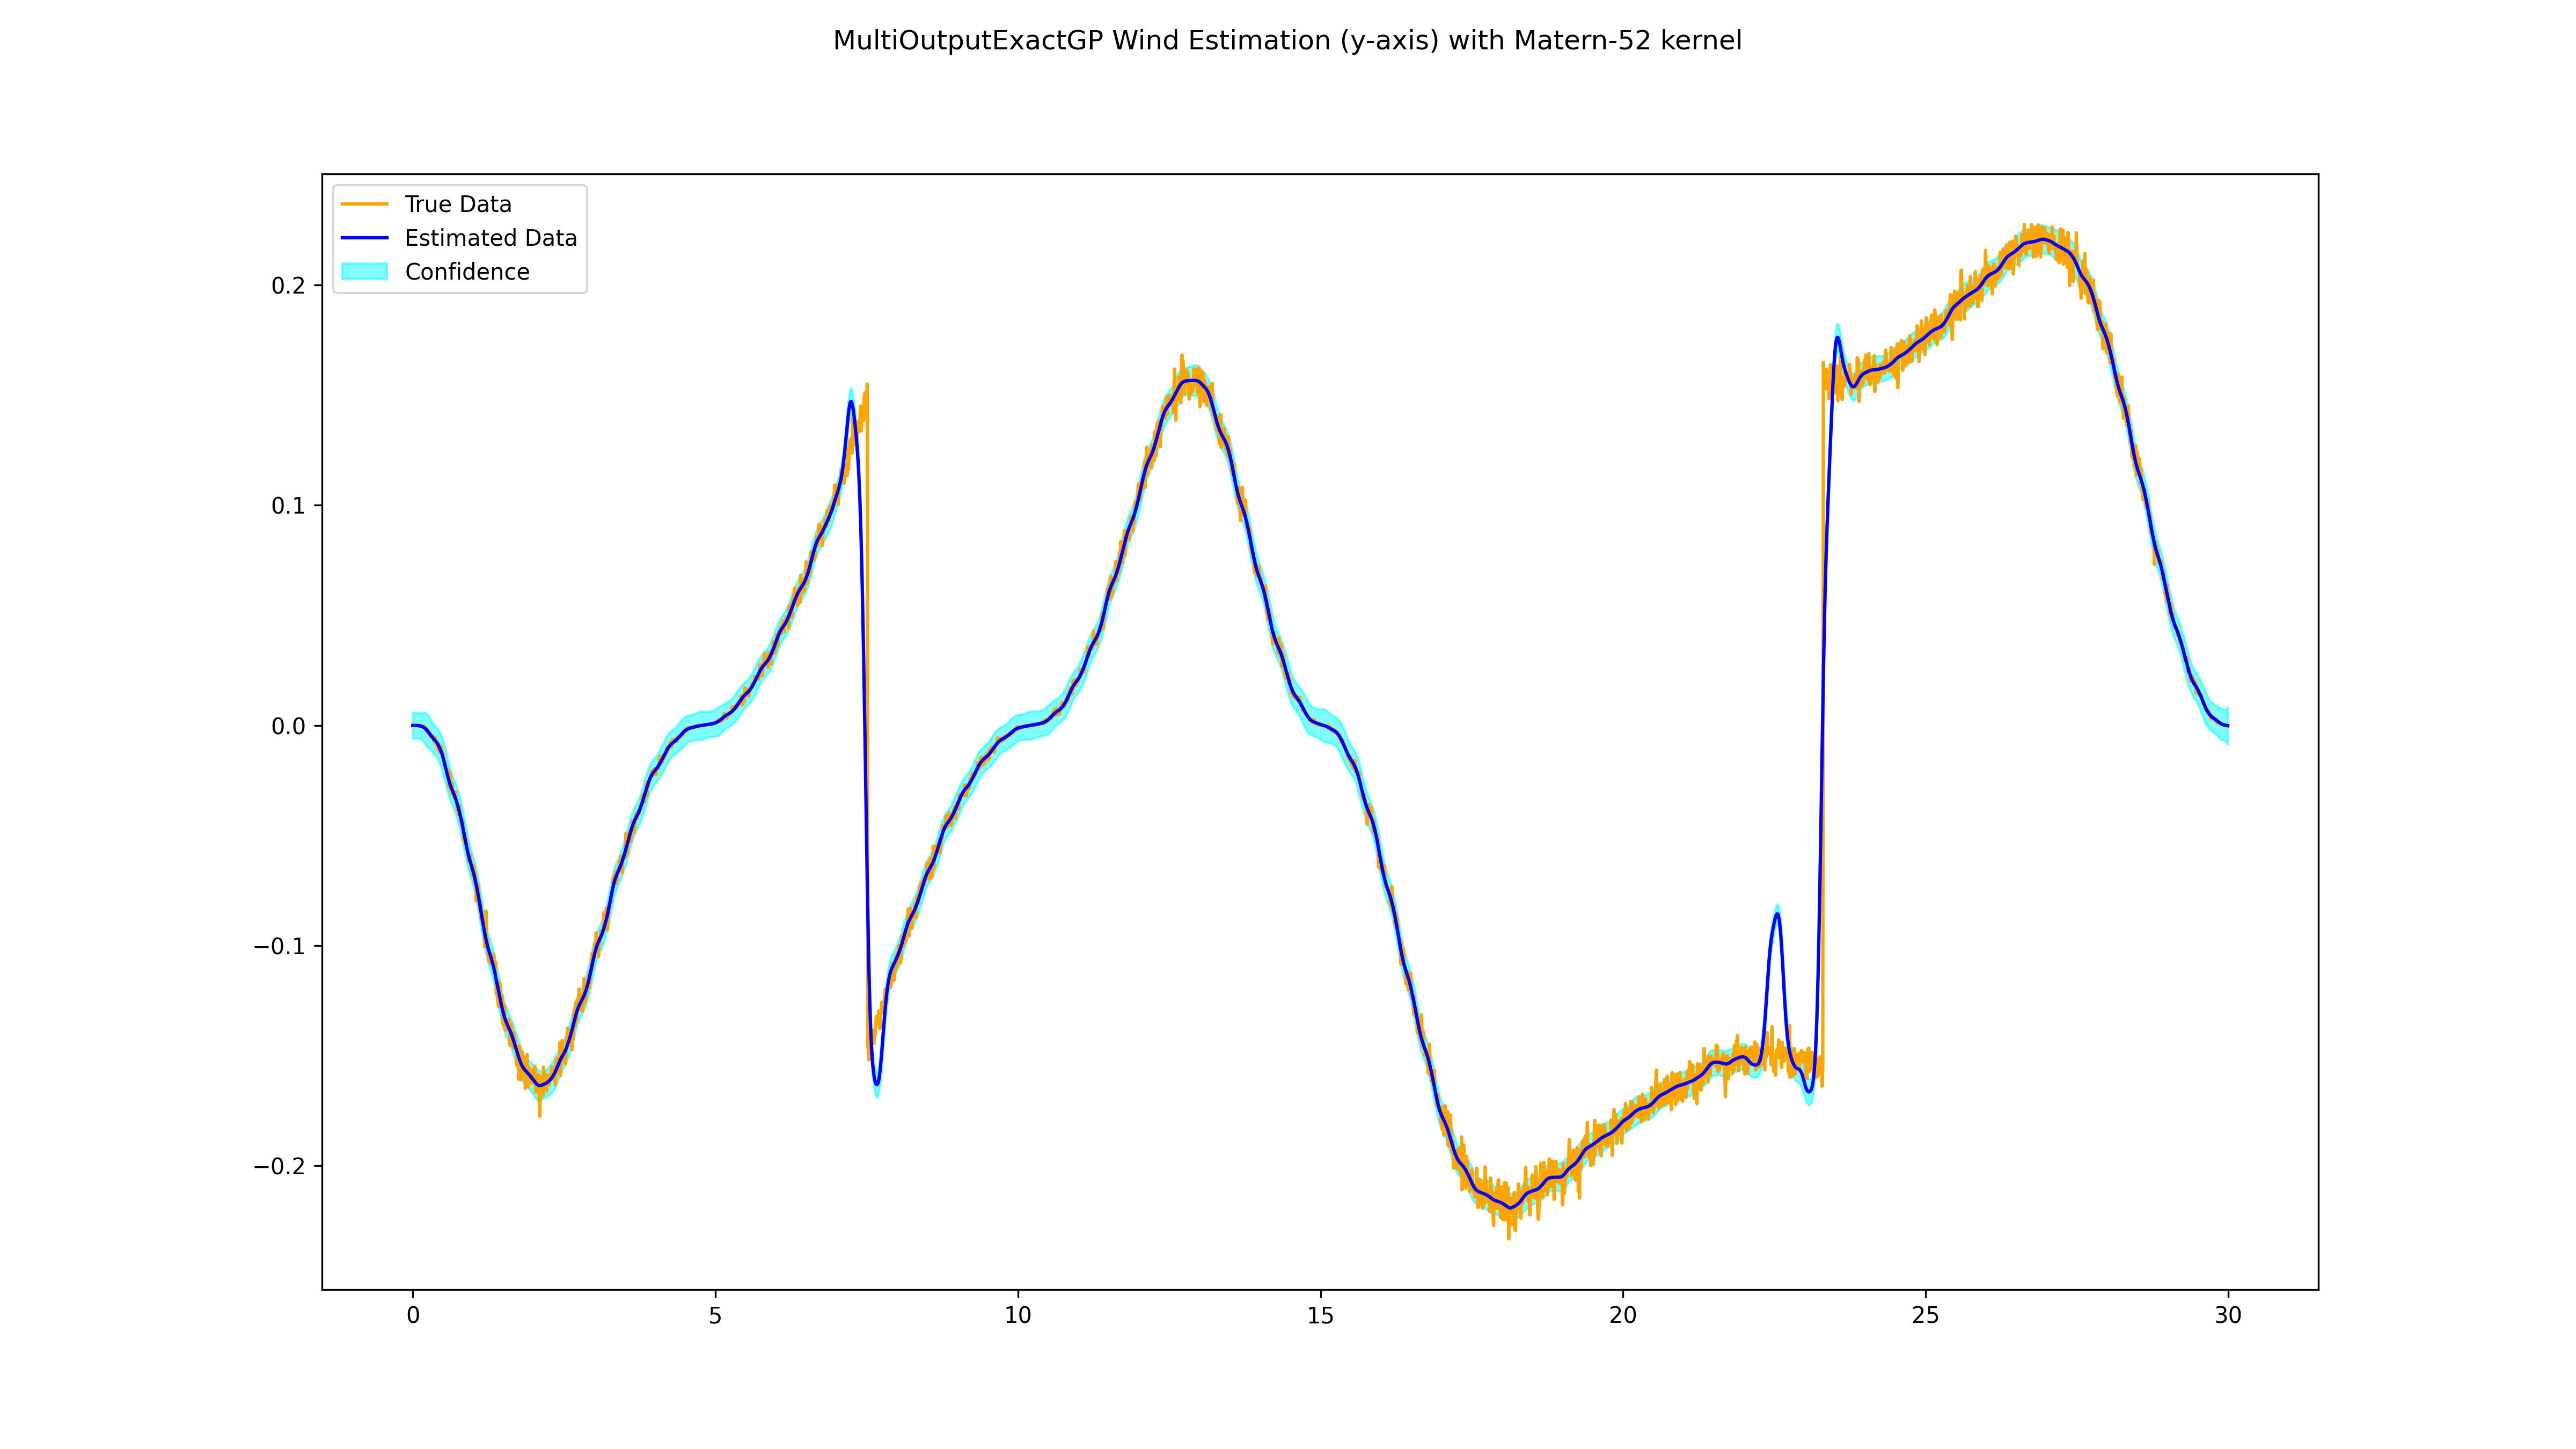 MultiOutputExactGP Wind Estimation (y-axis) with Matern-52 kernel
True Data
Estimated Data
Confidence
0.2
0.1
0.0
−0.1
−0.2
0 5 10 15 20 25 30